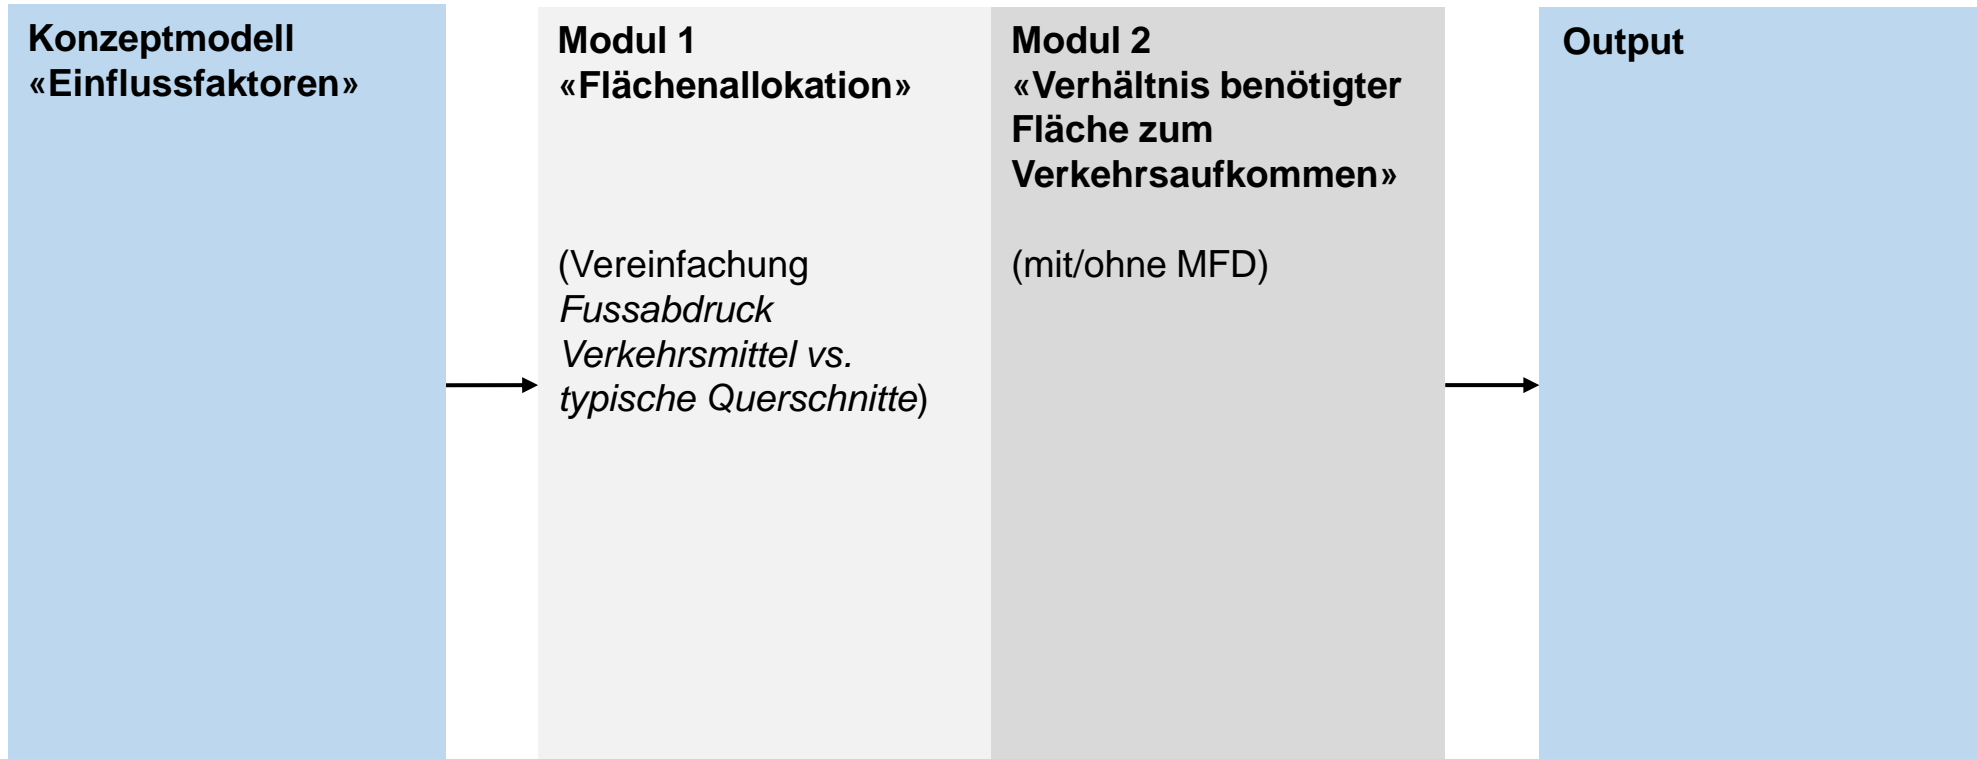 Konzeptmodell
«Einflussfaktoren»
Modul 1
«Flächenallokation»
(Vereinfachung
Fussabdruck
Verkehrsmittel vs.
typische Querschnitte)
Modul 2
«Verhältnis benötigter
Fläche zum
Verkehrsaufkommen»
(mit/ohne MFD)
Output